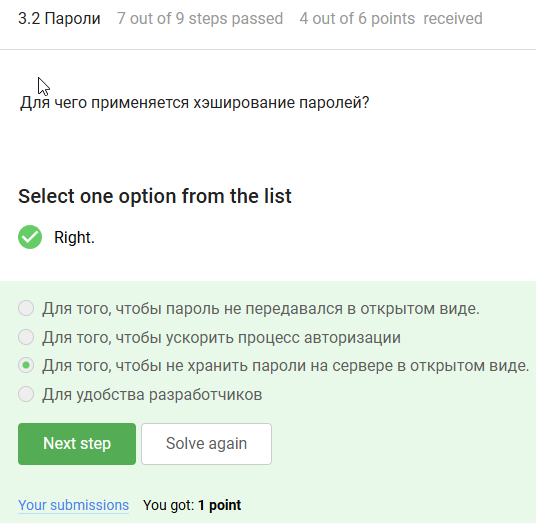 3.2 Пароли 7 out of 9 steps passed 4 out of 6 points received
Для чего применяется хэширование паролей?
Select one option from the list
Right.
Для того, чтобы пароль не передавался в открытом виде.
Для того, чтобы ускорить процесс авторизации
Для того, чтобы не хранить пароли на сервере в открытом виде.
Для удобства разработчиков
Next step Solve again
Your submissions You got: 1 point